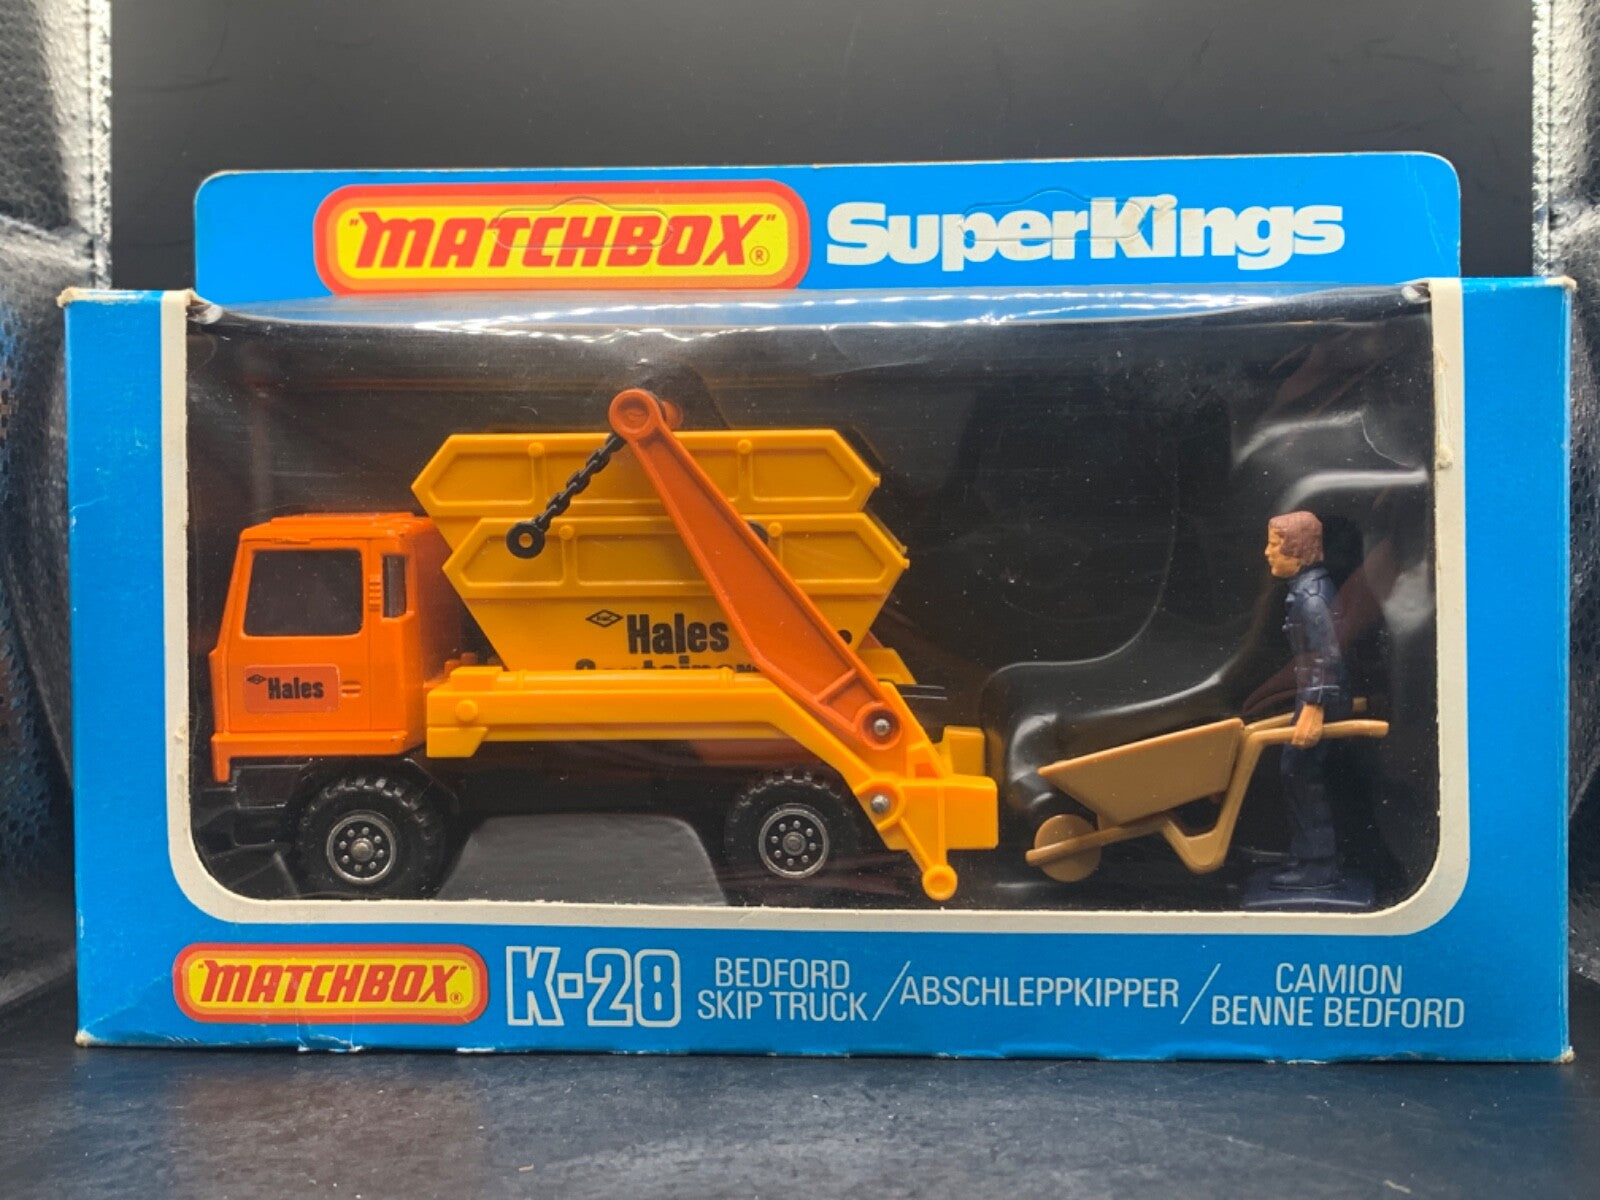 "MATCHBOX"® SuperKings
Hales
Hales
"MATCHBOX"® K-28 BEDFORD SKIP TRUCK / ABSCHLEPPKIPPER / CAMION BENNE BEDFORD